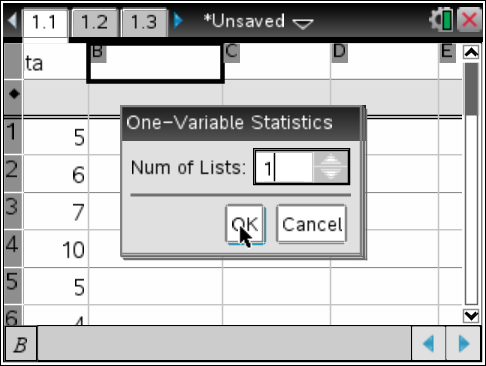 1.1 1.2 1.3 *Unsaved
ta B C D E
One-Variable Statistics
Num of Lists: 1
OK Cancel
1 5
2 6
3 7
4 10
5 5
6 4
B